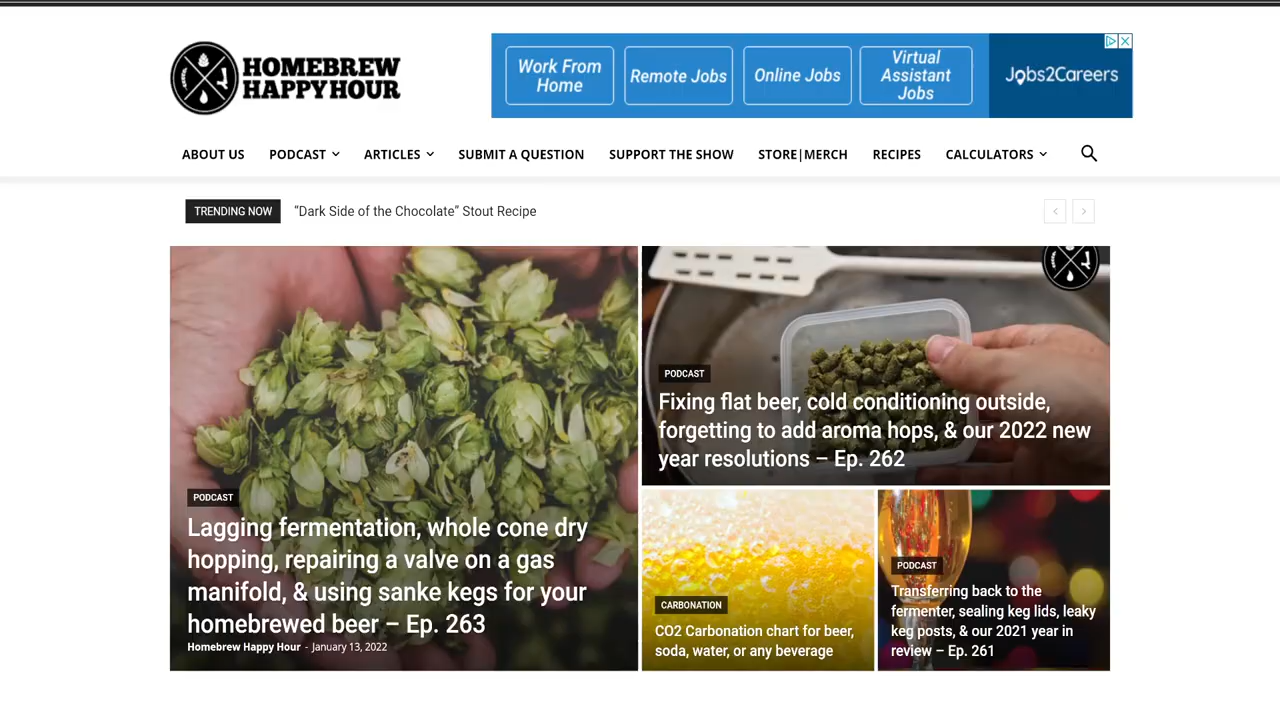 HOMEBREW
HAPPY HOUR
Work From
Home
Remote Jobs
Online Jobs
Virtual
Assistant
Jobs
Jobs2Careers
ABOUT US
PODCAST
ARTICLES
SUBMIT A QUESTION
SUPPORT THE SHOW
STORE|MERCH
RECIPES
CALCULATORS
TRENDING NOW
“Dark Side of the Chocolate” Stout Recipe
PODCAST
Lagging fermentation, whole cone dry
hopping, repairing a valve on a gas
manifold, & using sanke kegs for your
homebrewed beer – Ep. 263
Homebrew Happy Hour - January 13, 2022
PODCAST
Fixing flat beer, cold conditioning outside,
forgetting to add aroma hops, & our 2022 new
year resolutions – Ep. 262
CARBONATION
CO2 Carbonation chart for beer,
soda, water, or any beverage
PODCAST
Transferring back to the
fermenter, sealing keg lids, leaky
keg posts, & our 2021 year in
review – Ep. 261